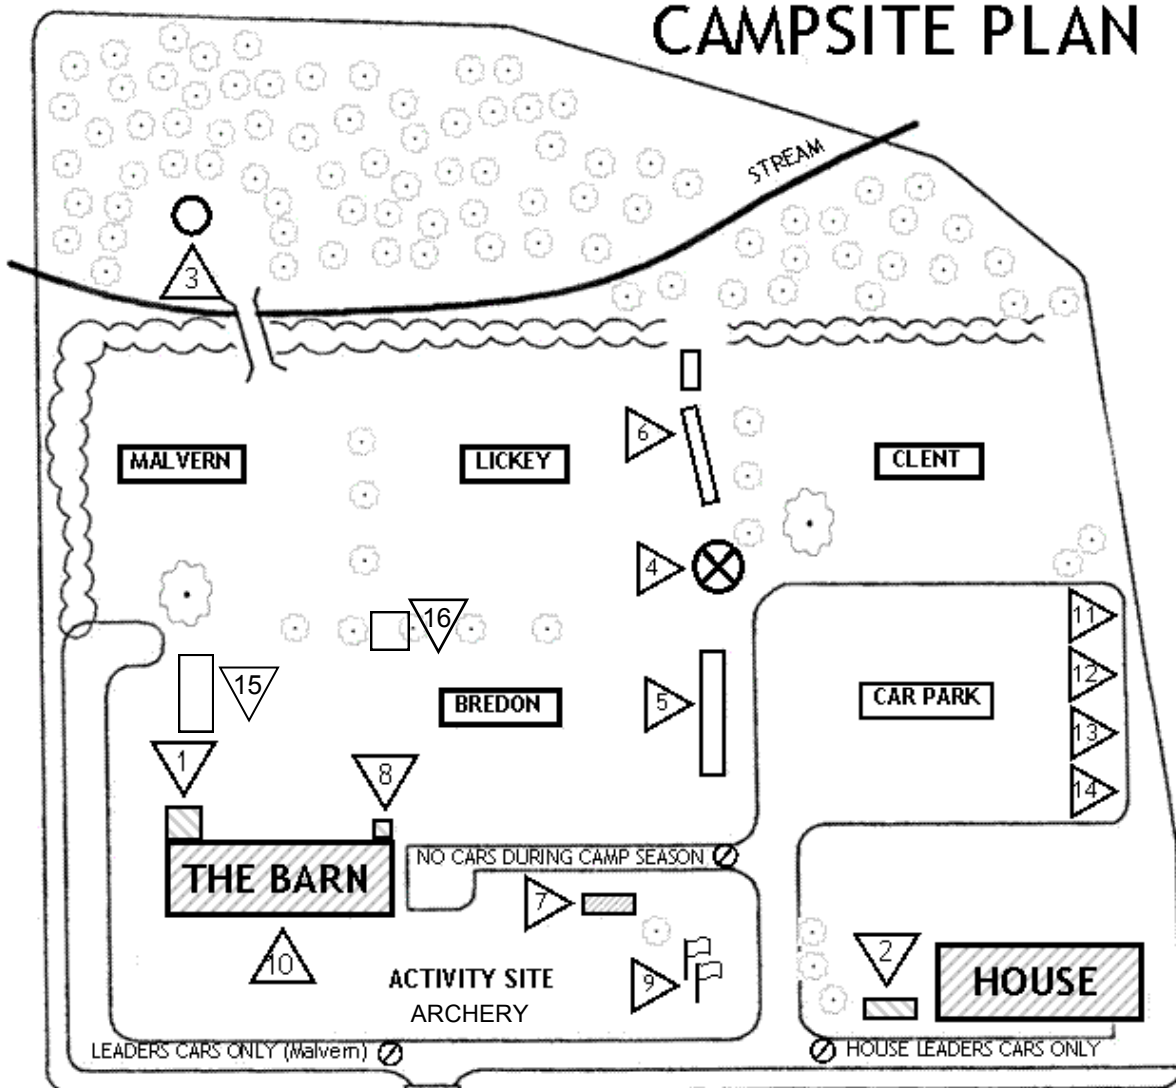 CAMPSITE PLAN
STREAM
3
MALVERN
LICKEY
6
CLENT
4
16
11
15
BREDON
5
CAR PARK
12
13
1
8
14
THE BARN
NO CARS DURING CAMP SEASON
7
10
ACTIVITY SITE
ARCHERY
9
2
HOUSE
LEADERS CARS ONLY (Malvern)
HOUSE LEADERS CARS ONLY